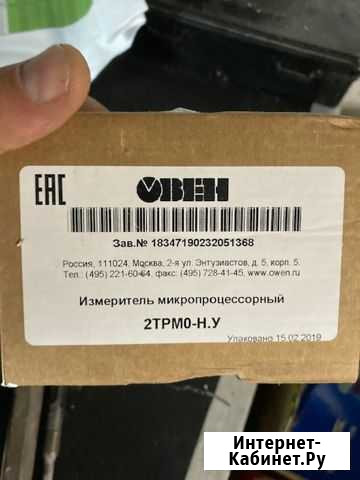 EAC
ОВЕН
Зав.№ 18347190232051368
Россия, 111024, Москва, 2-я ул. Энтузиастов, д. 5, корп. 5.
Тел.: (495) 221-60-64, факс: (495) 728-41-45, www.owen.ru
Измеритель микропроцессорный
2ТРМ0-Н.У
Упаковано 15.02.2019
Интернет-
Кабинет.Ру